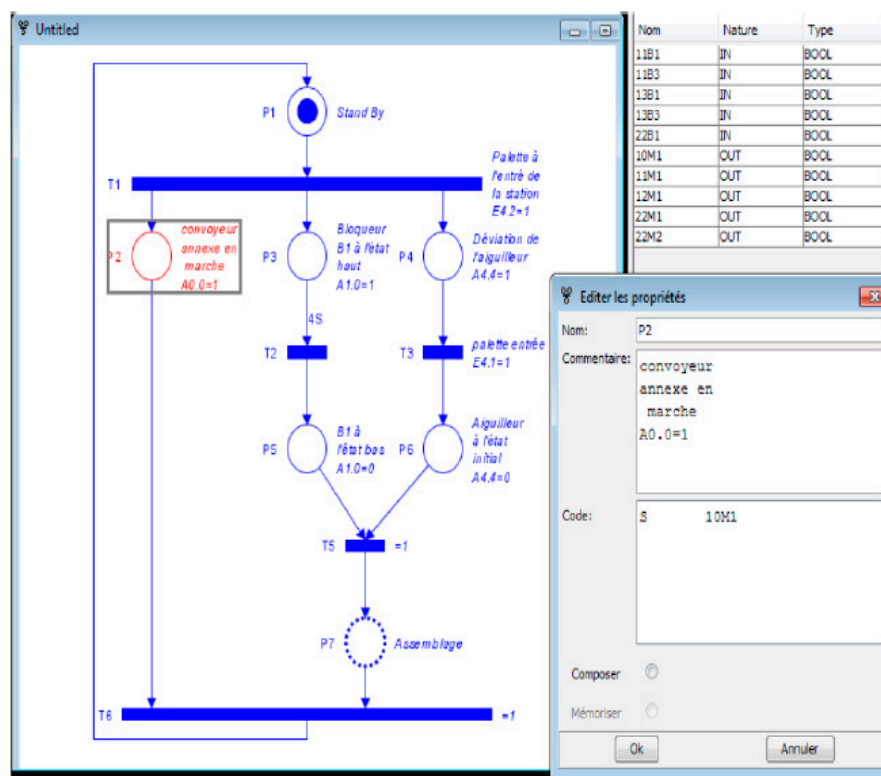 Untitled
P1 Stand By
T1
Palette à
l'entré de
la station
E4.2=1
P2
convoyeur
annexe en
marche
A0.0=1
P3
Bloqueur
B1 à l'état
haut
A1.0=1
P4
Déviation de
l'aiguilleur
A4.4=1
4S
T2
T3
palette entrée
E4.1=1
P5
B1 à
l'état bas
A1.0=0
P6
Aiguilleur
à l'état
initial
A4.4=0
T5 =1
P7 Assemblage
T6 =1
Nom Nature Type
11B1 IN BOOL
11B3 IN BOOL
13B1 IN BOOL
13B3 IN BOOL
22B1 IN BOOL
10M1 OUT BOOL
11M1 OUT BOOL
12M1 OUT BOOL
22M1 OUT BOOL
22M2 OUT BOOL
Editer les propriétés
Nom: P2
Commentaire:
convoyeur
annexe en
marche
A0.0=1
Code: S 10M1
Composer
Mémoriser
Ok Annuler